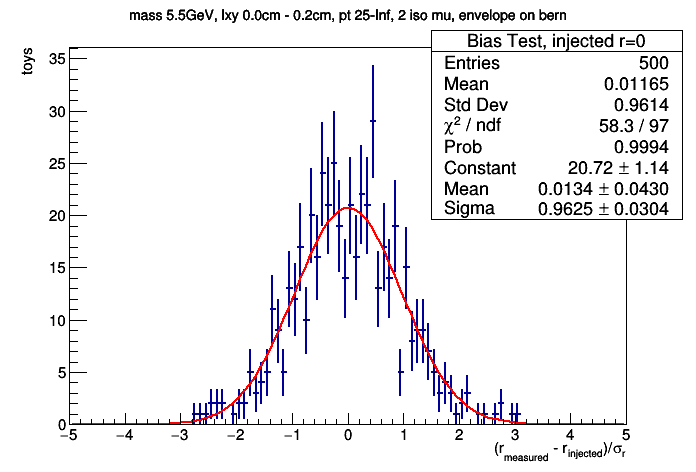 mass 5.5GeV, lxy 0.0cm - 0.2cm, pt 25-Inf, 2 iso mu, envelope on bern
Bias Test, injected r=0
Entries 500
Mean 0.01165
Std Dev 0.9614
χ² / ndf 58.3 / 97
Prob 0.9994
Constant 20.72 ± 1.14
Mean 0.0134 ± 0.0430
Sigma 0.9625 ± 0.0304
toys
35
30
25
20
15
10
5
0
−5 −4 −3 −2 −1 0 1 2 3 4 5
(r_measured - r_injected)/σ_r